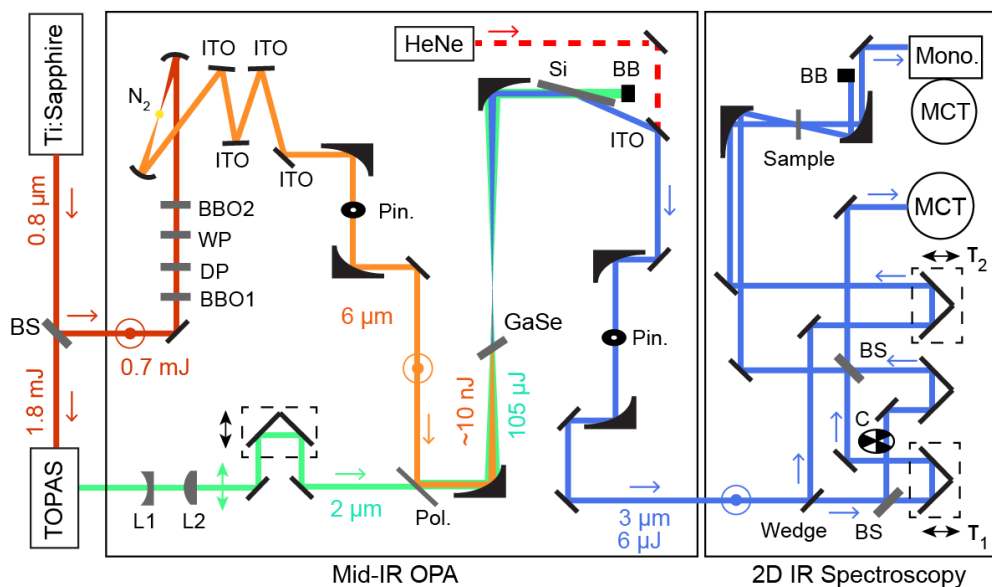 Ti:Sapphire
0.8 µm
BS
1.8 mJ
TOPAS
N2
ITO
ITO
ITO
ITO
BBO2
WP
DP
BBO1
0.7 mJ
L1
L2
2 µm
6 µm
Pin.
Pol.
~10 nJ
105 µJ
GaSe
HeNe
Si
BB
ITO
Pin.
3 µm
6 µJ
Mid-IR OPA
Mono.
BB
MCT
Sample
MCT
T2
BS
C
Wedge
BS
T1
2D IR Spectroscopy